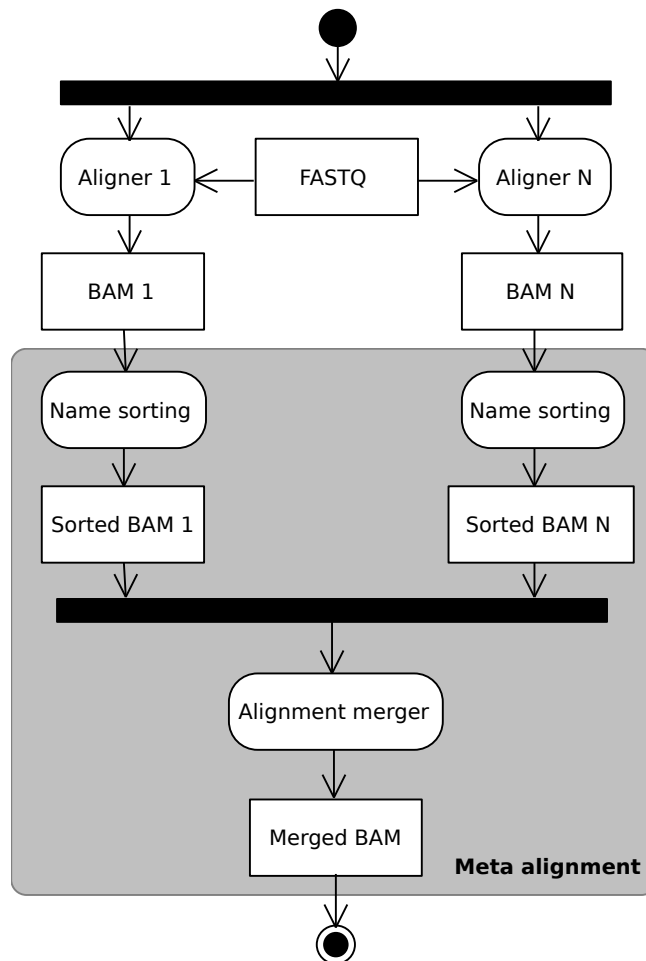 Aligner 1
FASTQ
Aligner N
BAM 1
BAM N
Name sorting
Name sorting
Sorted BAM 1
Sorted BAM N
Alignment merger
Merged BAM
Meta alignment